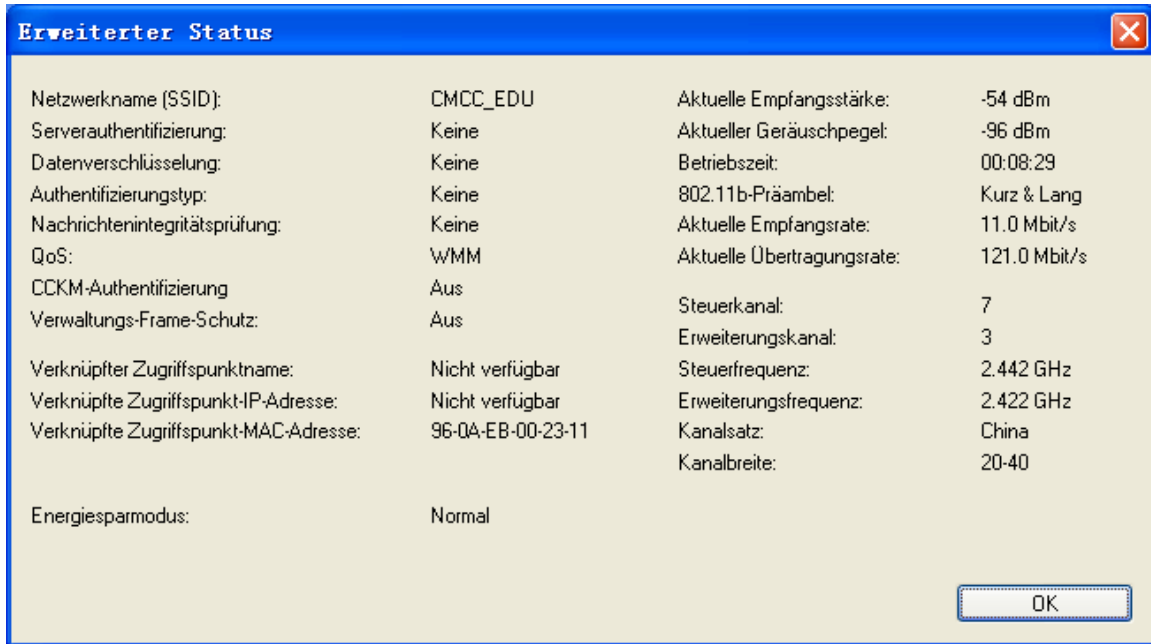 Erweiterter Status
Netzwerkname (SSID): CMCC_EDU
Serverauthentifizierung: Keine
Datenverschlüsselung: Keine
Authentifizierungstyp: Keine
Nachrichtenintegritätsprüfung: Keine
QoS: WMM
CCKM-Authentifizierung Aus
Verwaltungs-Frame-Schutz: Aus
Verknüpfter Zugriffspunktname: Nicht verfügbar
Verknüpfte Zugriffspunkt-IP-Adresse: Nicht verfügbar
Verknüpfte Zugriffspunkt-MAC-Adresse: 96-0A-EB-00-23-11
Energiesparmodus: Normal
Aktuelle Empfangsstärke: -54 dBm
Aktueller Geräuschpegel: -96 dBm
Betriebszeit: 00:08:29
802.11b-Präambel: Kurz & Lang
Aktuelle Empfangsrate: 11.0 Mbit/s
Aktuelle Übertragungsrate: 121.0 Mbit/s
Steuerkanal: 7
Erweiterungskanal: 3
Steuerfrequenz: 2.442 GHz
Erweiterungsfrequenz: 2.422 GHz
Kanalsatz: China
Kanalbreite: 20-40
OK